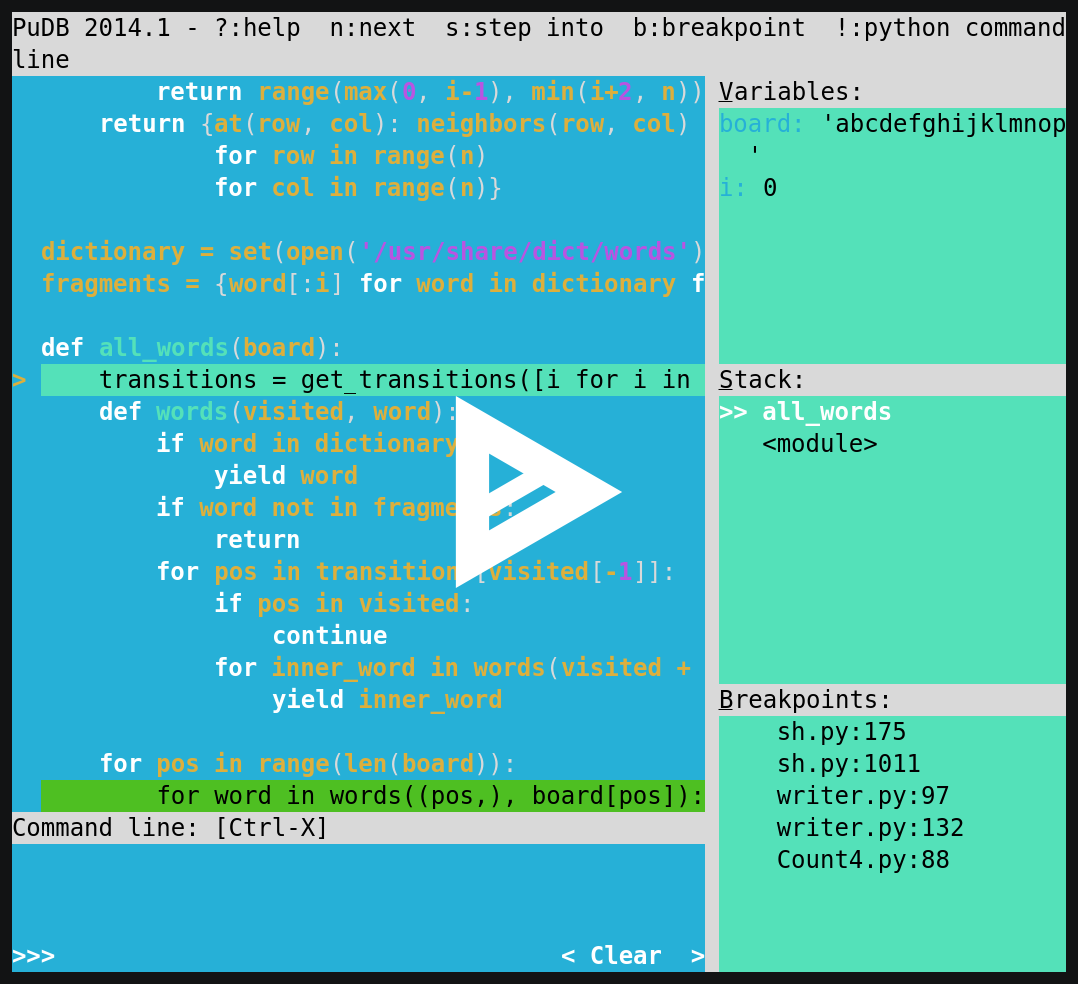 PuDB 2014.1 - ?:help  n:next  s:step into  b:breakpoint  !:python command
line
return range(max(0, i-1), min(i+2, n))
return {at(row, col): neighbors(row, col)
for row in range(n)
for col in range(n)}
dictionary = set(open('/usr/share/dict/words')
fragments = {word[:i] for word in dictionary f
def all_words(board):
> transitions = get_transitions([i for i in
def words(visited, word):
if word in dictionary
yield word
if word not in fragme
return
for pos in transition [visited[-1]]:
if pos in visited:
continue
for inner_word in words(visited +
yield inner_word
for pos in range(len(board)):
for word in words((pos,), board[pos]):
Command line: [Ctrl-X]
>>> < Clear  >
Variables:
board: 'abcdefghijklmnop
'
i: 0
Stack:
>> all_words
<module>
Breakpoints:
sh.py:175
sh.py:1011
writer.py:97
writer.py:132
Count4.py:88